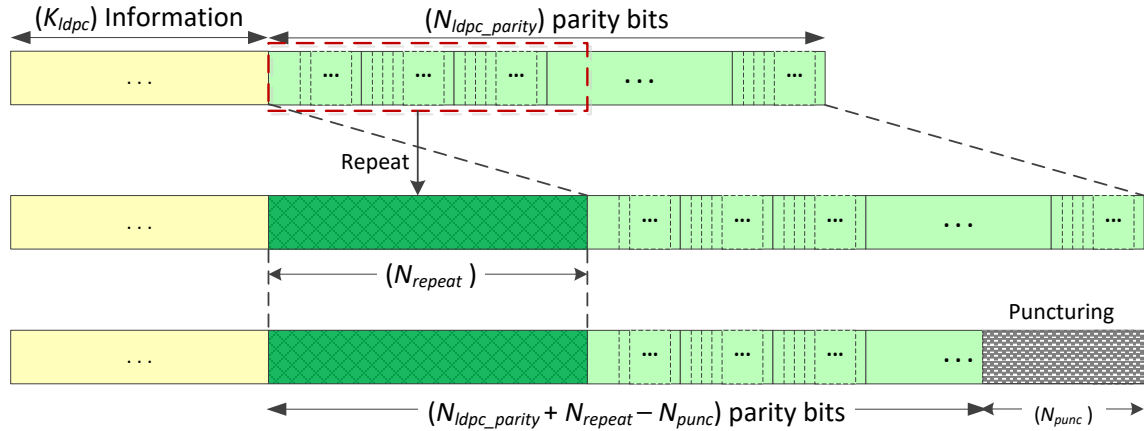 (K_ldpc) Information (N_ldpc_parity) parity bits
... ... ... ... ... ...
Repeat
... ... ... ... ... ...
(N_repeat )
Puncturing
... ... ... ... ...
(N_ldpc_parity + N_repeat – N_punc) parity bits (N_punc )